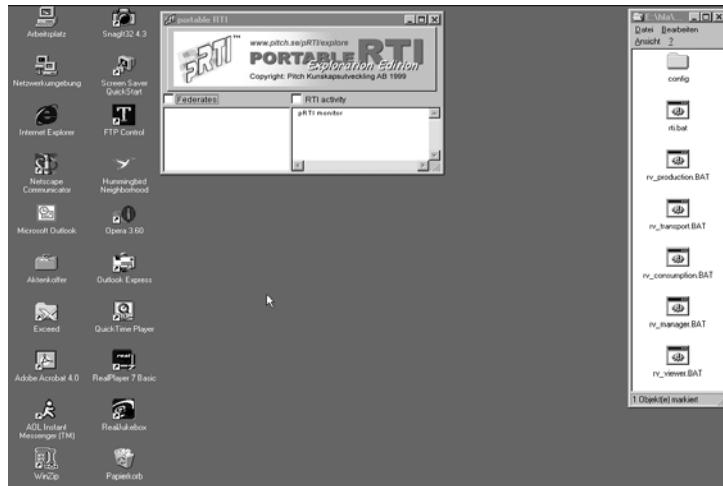 Arbeitsplatz
SnagIt32 4.3
Netzwerkumgebung
Screen Saver
QuickStart
Internet Explorer
FTP Control
Netscape
Communicator
Hummingbird
Neighborhood
Microsoft Outlook
Opera 3.60
Aktenkoffer
Outlook Express
Exceed
QuickTime Player
Adobe Acrobat 4.0
RealPlayer 7 Basic
AOL Instant
Messenger (TM)
RealJukebox
WinZip
Papierkorb
portable RTI
pRTI™
www.pitch.se/pRTI/explore
PORTABLE RTI
Exploration Edition
Copyright: Pitch Kunskapsutveckling AB 1999
Federates
RTI activity
pRTI monitor
E:\hla\...
Datei Bearbeiten
Ansicht ?
config
rti.bat
rv_production.BAT
rv_transport.BAT
rv_consumption.BAT
rv_manager.BAT
rv_viewer.BAT
1 Objekt(e) markiert